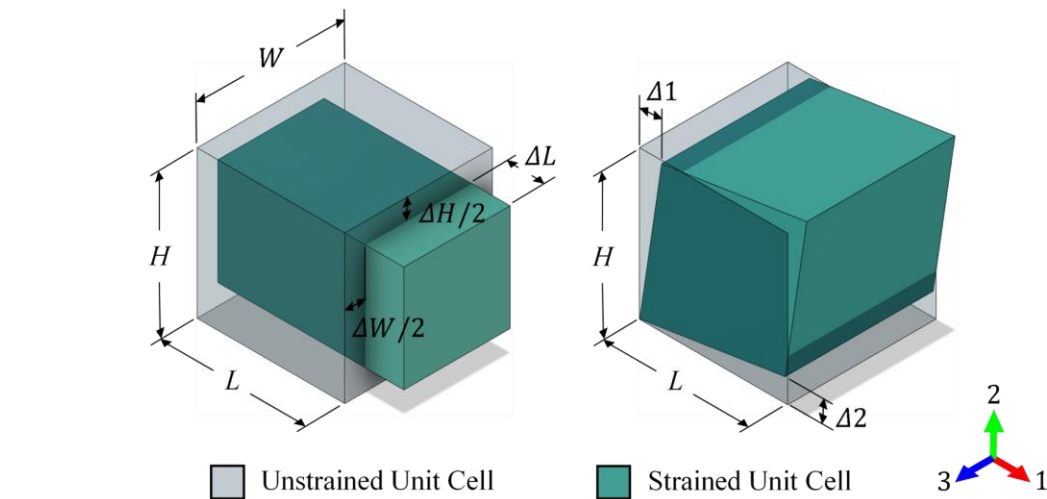 W
ΔL
ΔH/2
H
ΔW/2
L
Δ1
H
L
Δ2
2
3
1
Unstrained Unit Cell
Strained Unit Cell